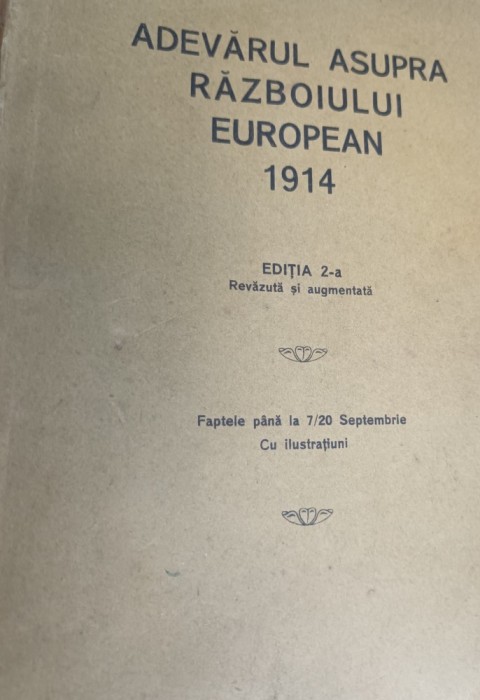 ADEVĂRUL ASUPRA
RĂZBOIULUI
EUROPEAN
1914
EDIȚIA 2-a
Revăzută și augmentată
Faptele până la 7/20 Septembrie
Cu ilustrațiuni